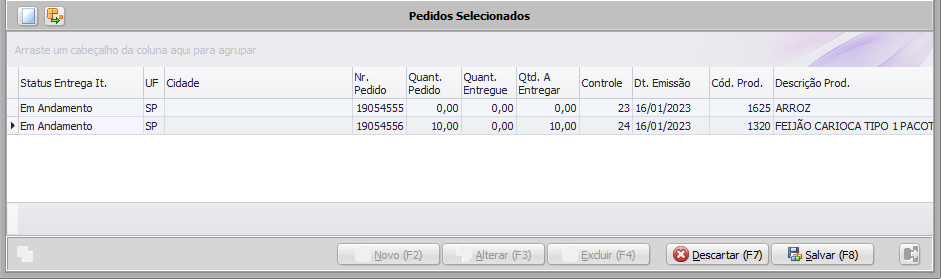 Pedidos Selecionados
Arraste um cabeçalho da coluna aqui para agrupar
Status Entrega It. UF Cidade Nr. Pedido Quant. Pedido Quant. Entregue Qtd. A Entregar Controle Dt. Emissão Cód. Prod. Descrição Prod.
Em Andamento SP 19054555 0,00 0,00 0,00 23 16/01/2023 1625 ARROZ
Em Andamento SP 19054556 10,00 0,00 10,00 24 16/01/2023 1320 FEIJÃO CARIOCA TIPO 1 PACOT
Novo (F2) Alterar (F3) Excluir (F4) Descartar (F7) Salvar (F8)